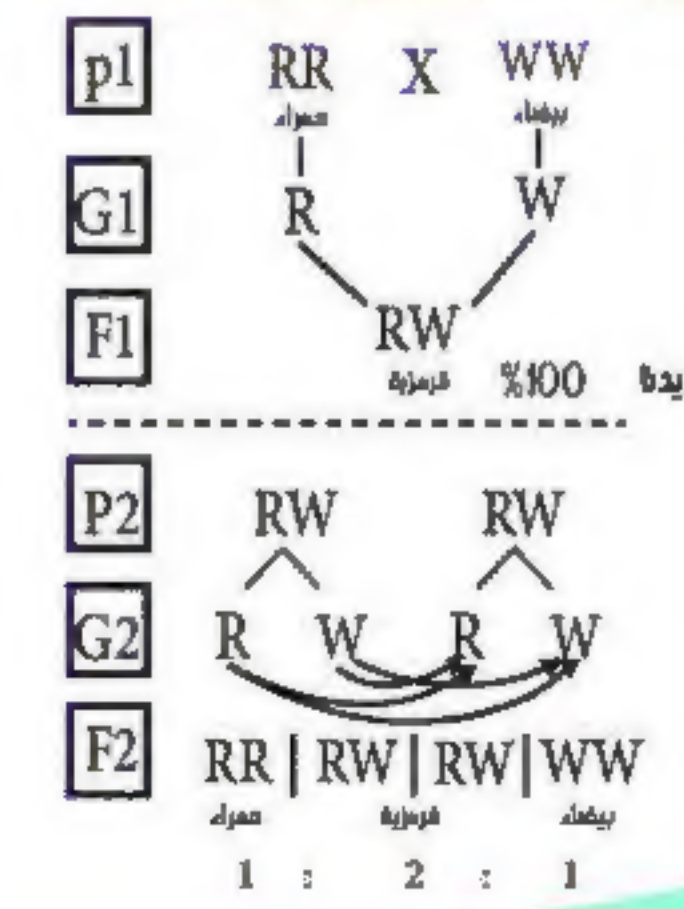 p1 RR X WW
حمراء بيضاء
G1 R W
F1 RW
قرمزية %100
P2 RW RW
G2 R W R W
F2 RR | RW | RW | WW
حمراء قرمزية بيضاء
1 : 2 : 1